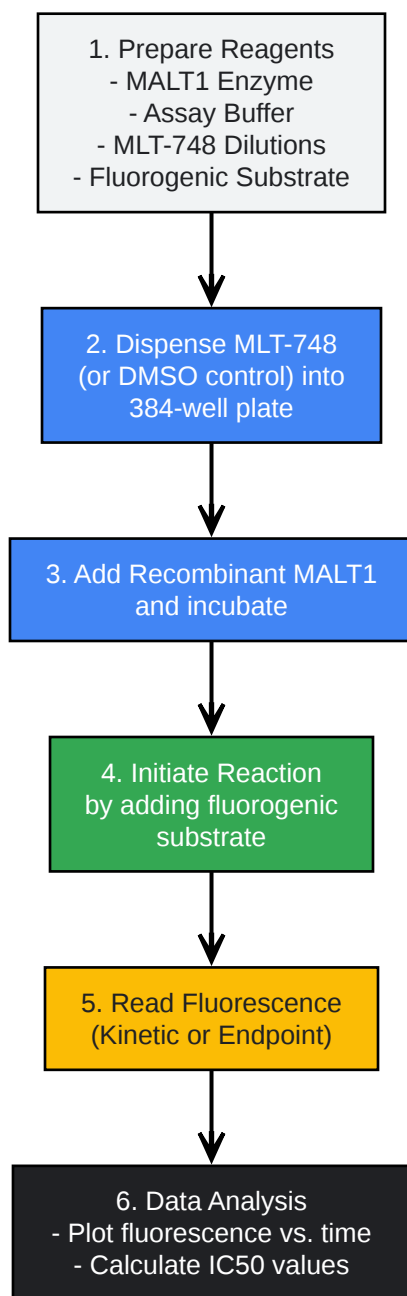 1. Prepare Reagents
- MALT1 Enzyme
- Assay Buffer
- MLT-748 Dilutions
- Fluorogenic Substrate
2. Dispense MLT-748
(or DMSO control) into
384-well plate
3. Add Recombinant MALT1
and incubate
4. Initiate Reaction
by adding fluorogenic
substrate
5. Read Fluorescence
(Kinetic or Endpoint)
6. Data Analysis
- Plot fluorescence vs. time
- Calculate IC50 values